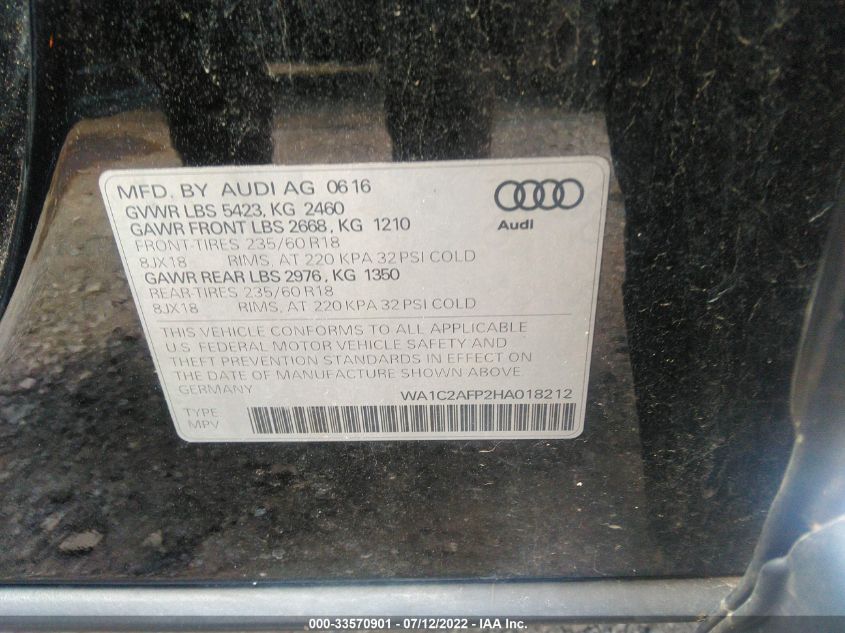 MFD. BY AUDI AG 06 16
GVWR LBS 5423, KG 2460
GAWR FRONT LBS 2668, KG 1210
FRONT-TIRES 235/60 R18
8JX18 RIMS, AT 220 KPA 32 PSI COLD
GAWR REAR LBS 2976, KG 1350
REAR-TIRES 235/60 R18
8JX18 RIMS, AT 220 KPA 32 PSI COLD
Audi
THIS VEHICLE CONFORMS TO ALL APPLICABLE
U.S. FEDERAL MOTOR VEHICLE SAFETY AND
THEFT PREVENTION STANDARDS IN EFFECT ON
THE DATE OF MANUFACTURE SHOWN ABOVE.
GERMANY
WA1C2AFP2HA018212
TYPE
MPV
000-33570901 - 07/12/2022 - IAA Inc.